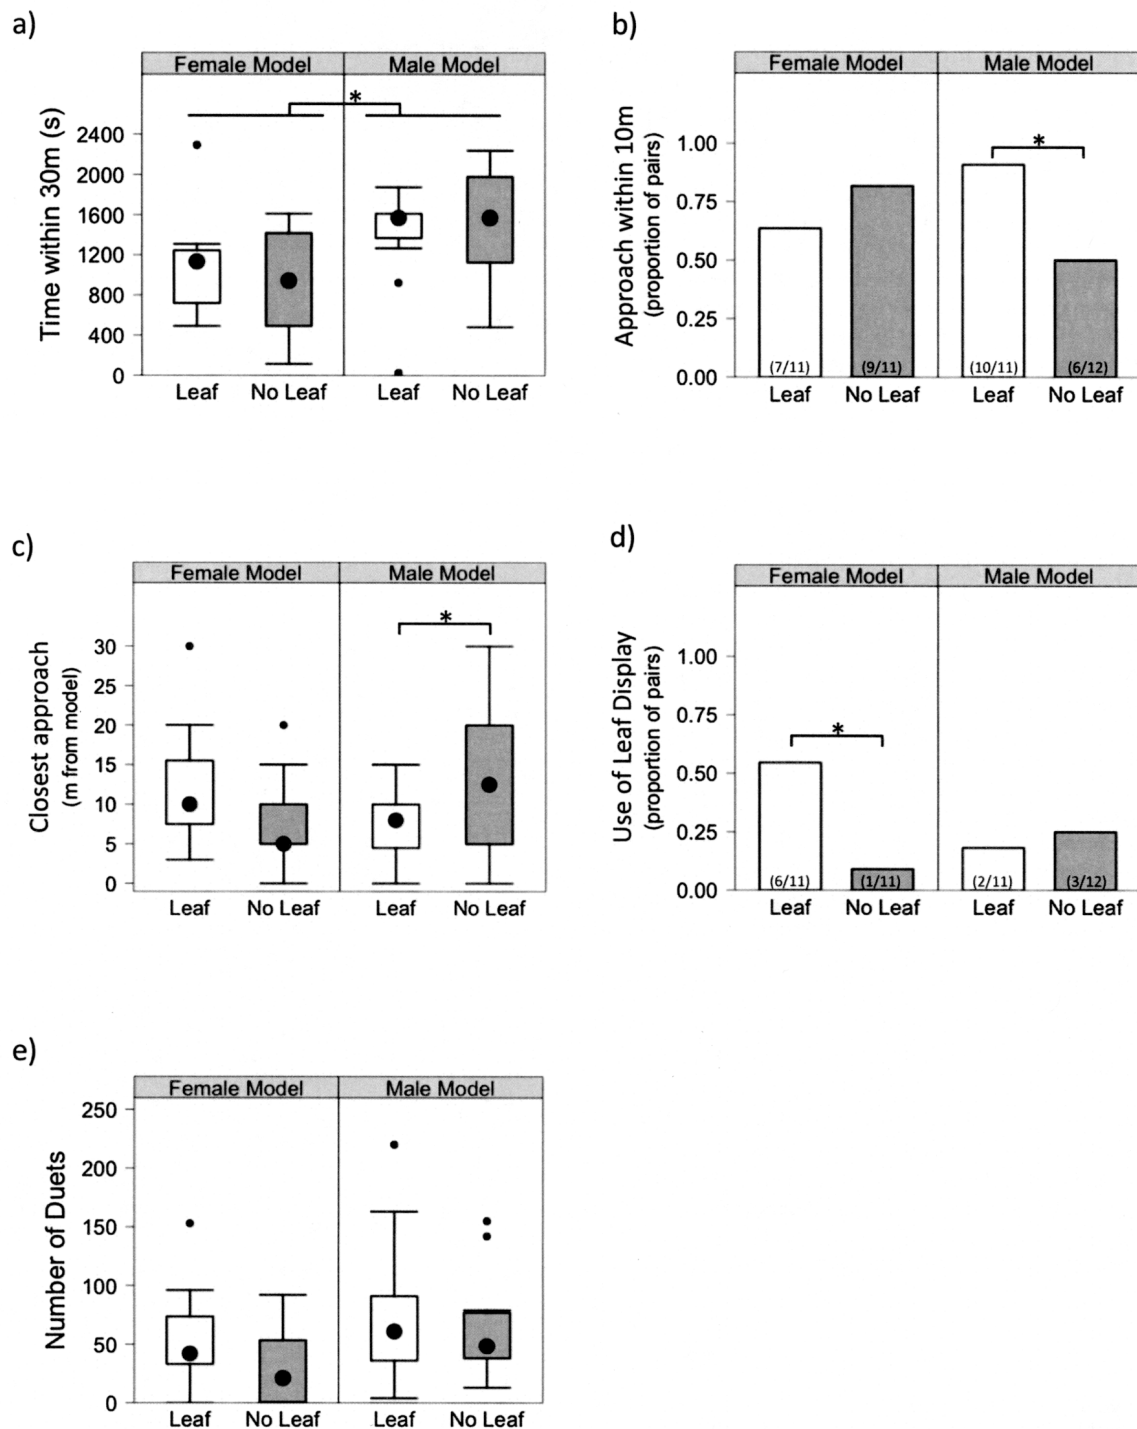 a)
Female Model Male Model
*
Time within 30m (s)
2400
2000
1600
1200
800
400
0
Leaf No Leaf Leaf No Leaf
b)
Female Model Male Model
*
Approach within 10m
(proportion of pairs)
1.00
0.75
0.50
0.25
0.00
(7/11) (9/11) (10/11) (6/12)
Leaf No Leaf Leaf No Leaf
c)
Female Model Male Model
*
Closest approach
(m from model)
30
25
20
15
10
5
0
Leaf No Leaf Leaf No Leaf
d)
Female Model Male Model
*
Use of Leaf Display
(proportion of pairs)
1.00
0.75
0.50
0.25
0.00
(6/11) (1/11) (2/11) (3/12)
Leaf No Leaf Leaf No Leaf
e)
Female Model Male Model
Number of Duets
250
200
150
100
50
0
Leaf No Leaf Leaf No Leaf